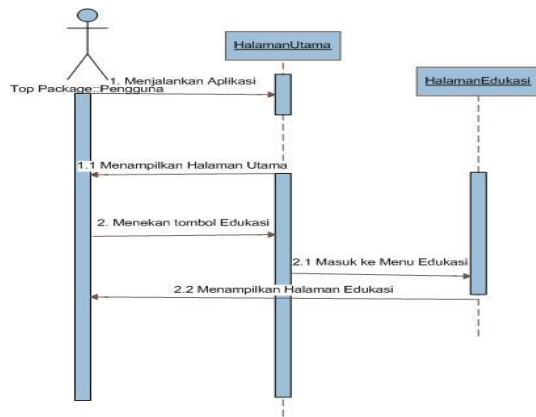 HalamanUtama
HalamanEdukasi
1. Menjalankan Aplikasi
Top Package::Pengguna
1.1 Menampilkan Halaman Utama
2. Menekan tombol Edukasi
2.1 Masuk ke Menu Edukasi
2.2 Menampilkan Halaman Edukasi